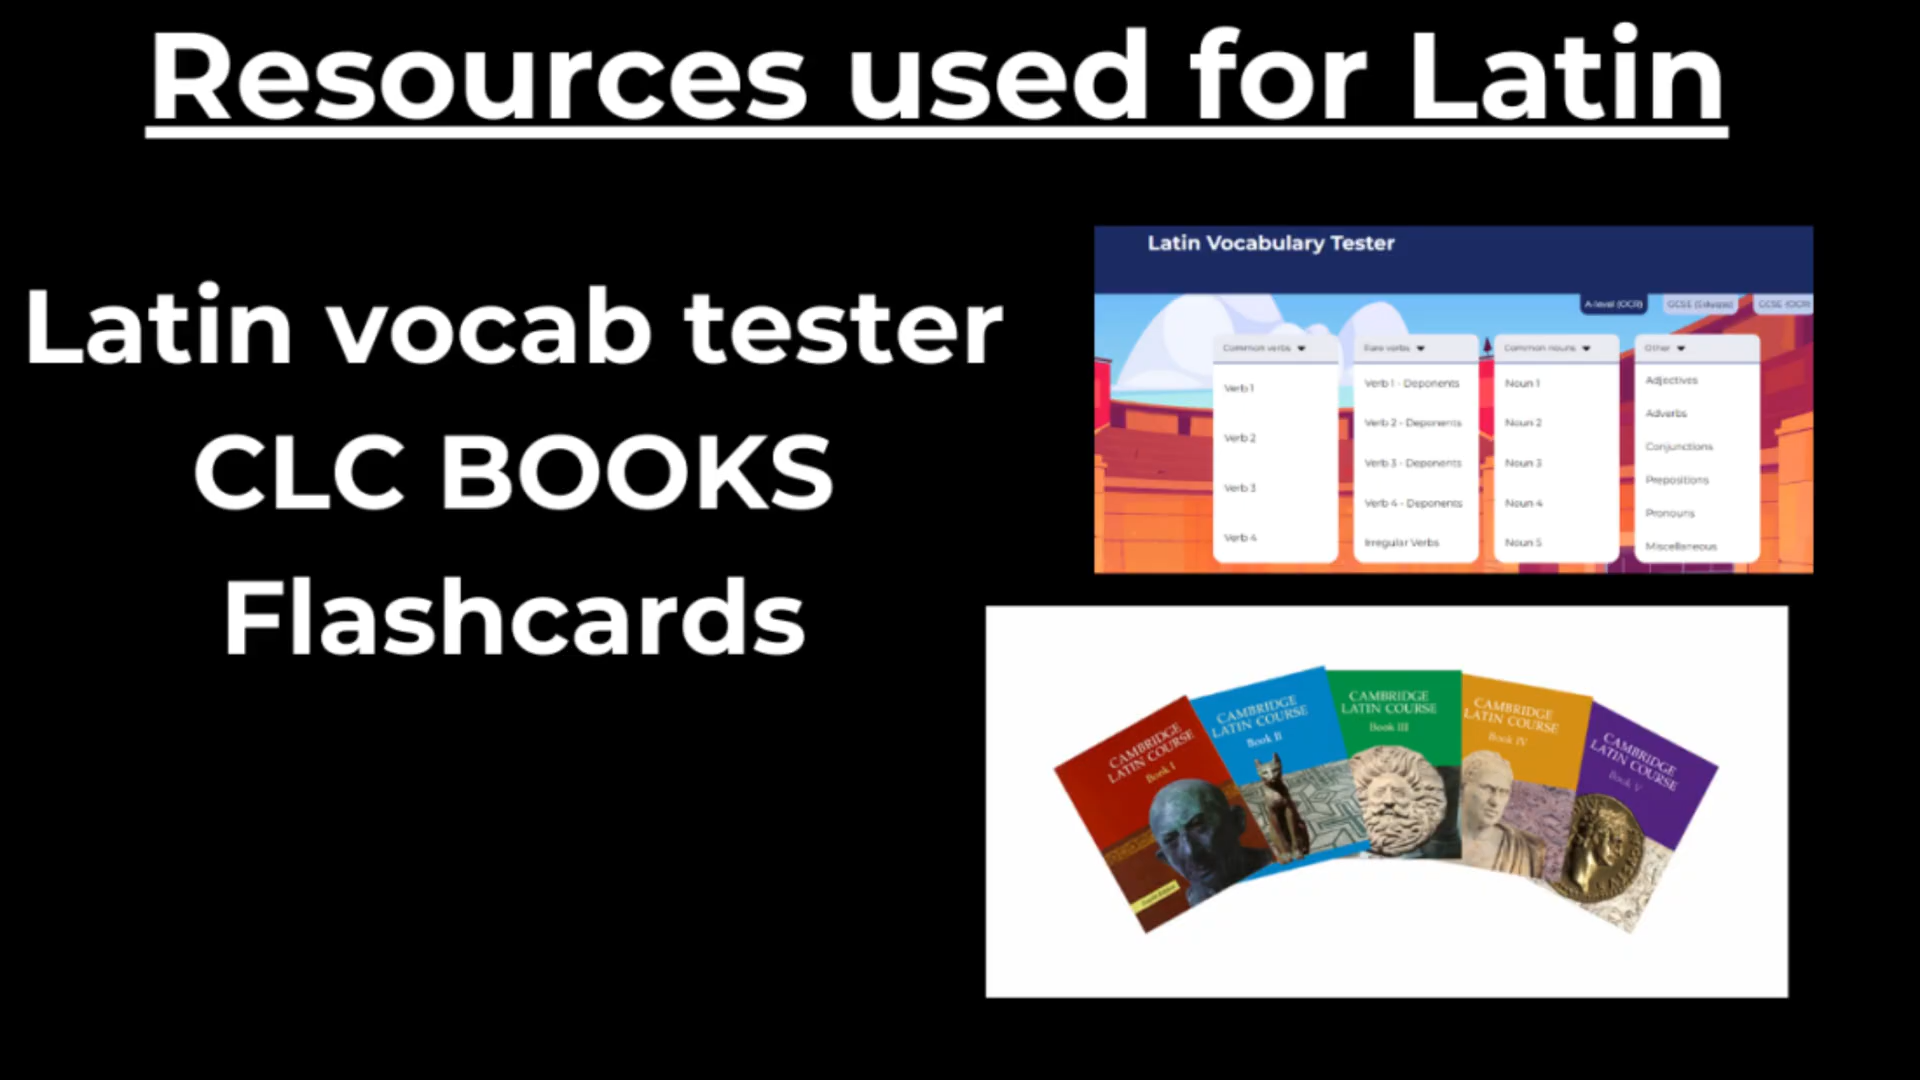 Resources used for Latin
Latin vocab tester
CLC BOOKS
Flashcards
Latin Vocabulary Tester
A-level (OCR) GCSE (Eduqas) GCSE (OCR)
Common verbs
Verb 1
Verb 2
Verb 3
Verb 4
Rare verbs
Verb 1 - Deponents
Verb 2 - Deponents
Verb 3 - Deponents
Verb 4 - Deponents
Irregular Verbs
Common nouns
Noun 1
Noun 2
Noun 3
Noun 4
Noun 5
Other
Adjectives
Adverbs
Conjunctions
Prepositions
Pronouns
Miscellaneous
CAMBRIDGE
LATIN COURSE
Book I
CAMBRIDGE
LATIN COURSE
Book II
CAMBRIDGE
LATIN COURSE
Book III
CAMBRIDGE
LATIN COURSE
Book IV
CAMBRIDGE
LATIN COURSE
Book V